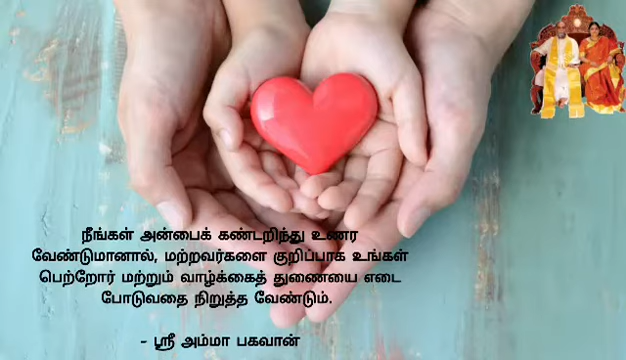 நீங்கள் அன்பைக் கண்டறிந்து உணர
வேண்டுமானால், மற்றவர்களை குறிப்பாக உங்கள்
பெற்றோர் மற்றும் வாழ்க்கைத் துணையை எடை
போடுவதை நிறுத்த வேண்டும்.
- ஸ்ரீ அம்மா பகவான்